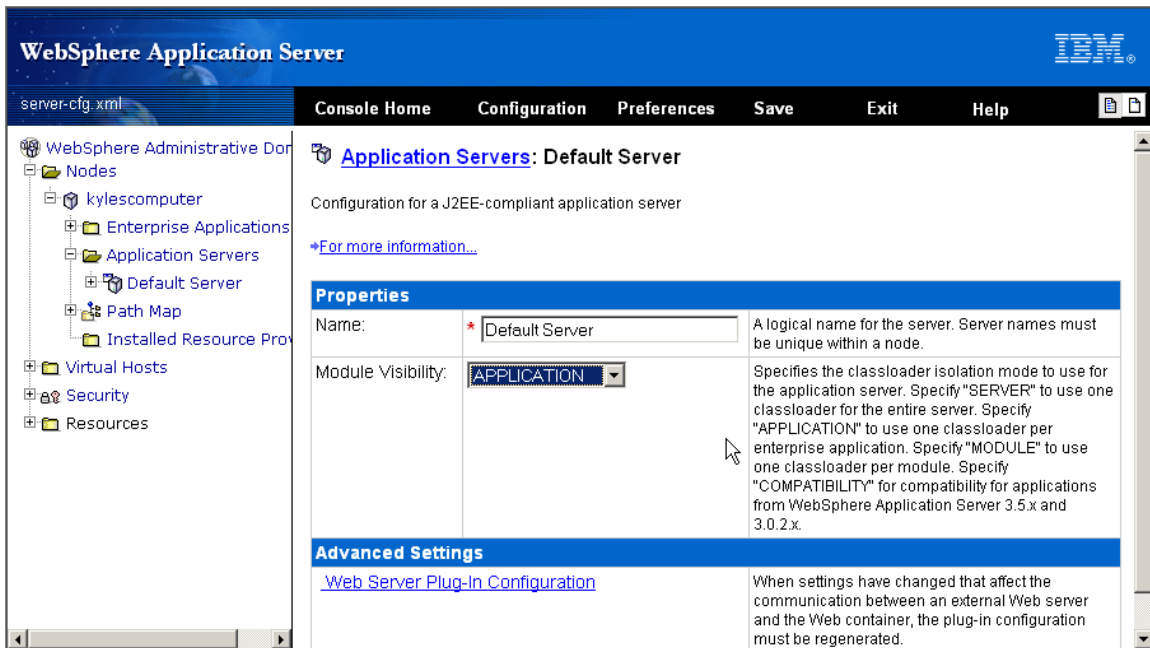 WebSphere Application Server
IBM®
server-cfg.xml
Console Home Configuration Preferences Save Exit Help
WebSphere Administrative Dor
Nodes
kylescomputer
Enterprise Applications
Application Servers
Default Server
Path Map
Installed Resource Prov
Virtual Hosts
Security
Resources
Application Servers: Default Server
Configuration for a J2EE-compliant application server
For more information...
Properties
Name:
* Default Server
A logical name for the server. Server names must
be unique within a node.
Module Visibility:
APPLICATION
Specifies the classloader isolation mode to use for
the application server. Specify "SERVER" to use one
classloader for the entire server. Specify
"APPLICATION" to use one classloader per
enterprise application. Specify "MODULE" to use
one classloader per module. Specify
"COMPATIBILITY" for compatibility for applications
from WebSphere Application Server 3.5.x and
3.0.2.x.
Advanced Settings
Web Server Plug-In Configuration
When settings have changed that affect the
communication between an external Web server
and the Web container, the plug-in configuration
must be regenerated.